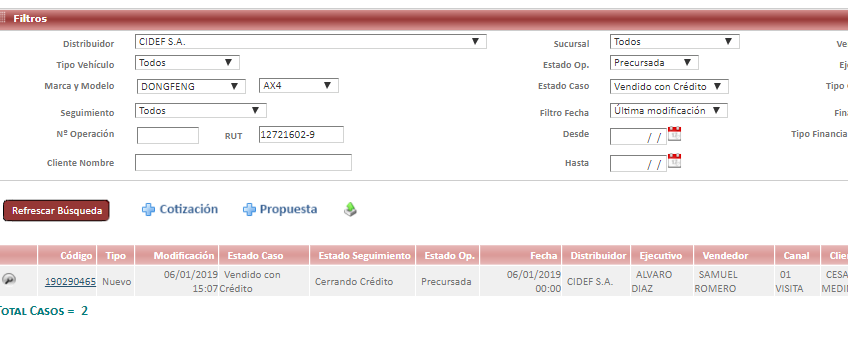 Filtros
Distribuidor CIDEF S.A. Sucursal Todos Ve
Tipo Vehículo Todos Estado Op. Precursada Eje
Marca y Modelo DONGFENG AX4 Estado Caso Vendido con Crédito Tipo
Seguimiento Todos Filtro Fecha Última modificación Fina
Nº Operación RUT 12721602-9 Desde / / Tipo Financia
Cliente Nombre Hasta / /
Refrescar Búsqueda Cotización Propuesta
Código Tipo Modificación Estado Caso Estado Seguimiento Estado Op. Fecha Distribuidor Ejecutivo Vendedor Canal Clie
190290465 Nuevo 06/01/2019 15:07 Vendido con Crédito Cerrando Crédito Precursada 06/01/2019 00:00 CIDEF S.A. ALVARO DIAZ SAMUEL ROMERO 01 VISITA CESA MEDI
TOTAL CASOS = 2